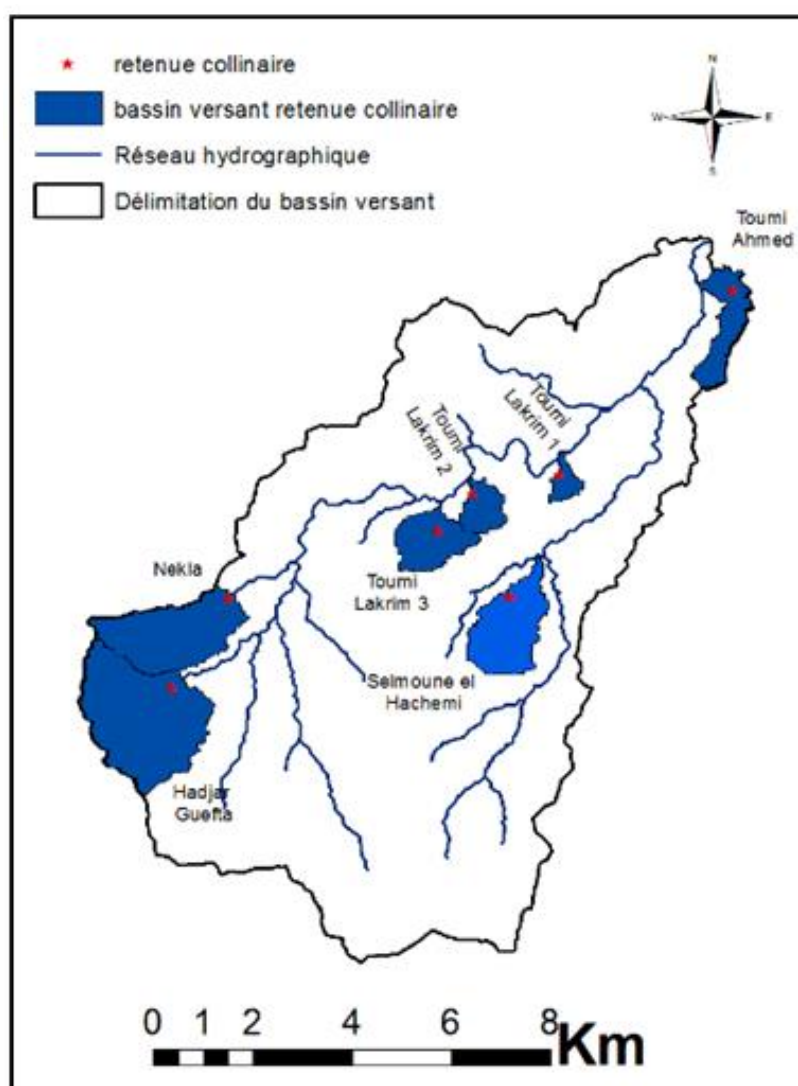 retenue collinaire
bassin versant retenue collinaire
Réseau hydrographique
Délimitation du bassin versant
N
W
E
S
Toumi
Ahmed
Toumi
Lakrim 1
Toumi
Lakrim 2
Nekla
Toumi
Lakrim 3
Selmoune el
Hachemi
Hadjar
Guefta
0 1 2 4 6 8 Km